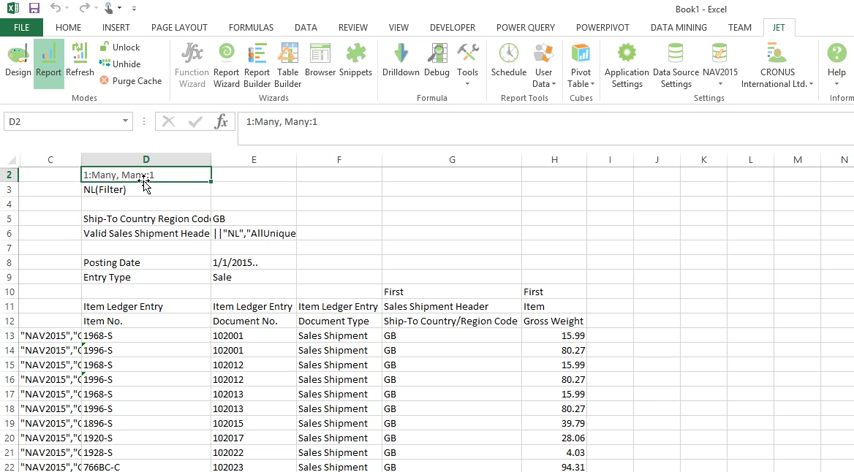 Book1 - Excel
FILE HOME INSERT PAGE LAYOUT FORMULAS DATA REVIEW VIEW DEVELOPER POWER QUERY POWERPIVOT DATA MINING TEAM JET
Design Report Refresh
Unlock
Unhide
Purge Cache
Modes
Function Wizard
Report Wizard
Report Builder
Table Builder
Browser
Snippets
Wizards
Drilldown
Debug
Tools
Formula
Schedule
User Data
Report Tools
Pivot Table
Cubes
Application Settings
Data Source Settings
NAV2015
CRONUS International Ltd.
Settings
Help
Inform
D2 fx 1:Many, Many:1
C D E F G H I J K L M N
2 1:Many, Many:1
3 NL(Filter)
4
5 Ship-To Country Region Cod GB
6 Valid Sales Shipment Heade ||"NL","AllUnique
7
8 Posting Date 1/1/2015..
9 Entry Type Sale
10 First First
11 Item Ledger Entry Item Ledger Entry Item Ledger Entry Sales Shipment Header Item
12 Item No. Document No. Document Type Ship-To Country/Region Code Gross Weight
13 "NAV2015","C 1968-S 102001 Sales Shipment GB 15.99
14 "NAV2015","C 1996-S 102001 Sales Shipment GB 80.27
15 "NAV2015","C 1968-S 102012 Sales Shipment GB 15.99
16 "NAV2015","C 1996-S 102012 Sales Shipment GB 80.27
17 "NAV2015","C 1968-S 102013 Sales Shipment GB 15.99
18 "NAV2015","C 1996-S 102013 Sales Shipment GB 80.27
19 "NAV2015","C 1896-S 102015 Sales Shipment GB 39.79
20 "NAV2015","C 1920-S 102017 Sales Shipment GB 28.06
21 "NAV2015","C 1928-S 102022 Sales Shipment GB 4.03
22 "NAV2015","C 766BC-C 102023 Sales Shipment GB 94.31